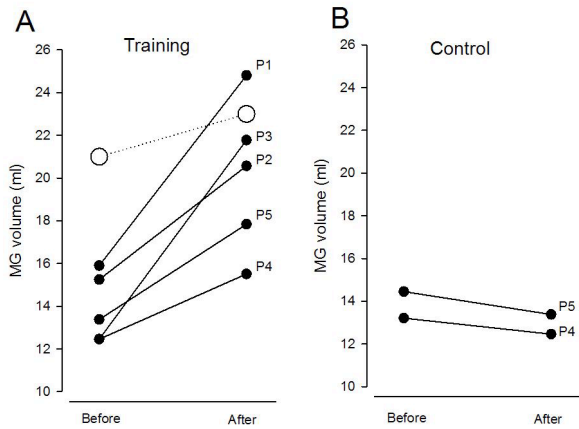 A
Training
MG volume (ml)
26
24
22
20
18
16
14
12
10
P1
P3
P2
P5
P4
Before
After
B
Control
MG volume (ml)
26
24
22
20
18
16
14
12
10
P5
P4
Before
After